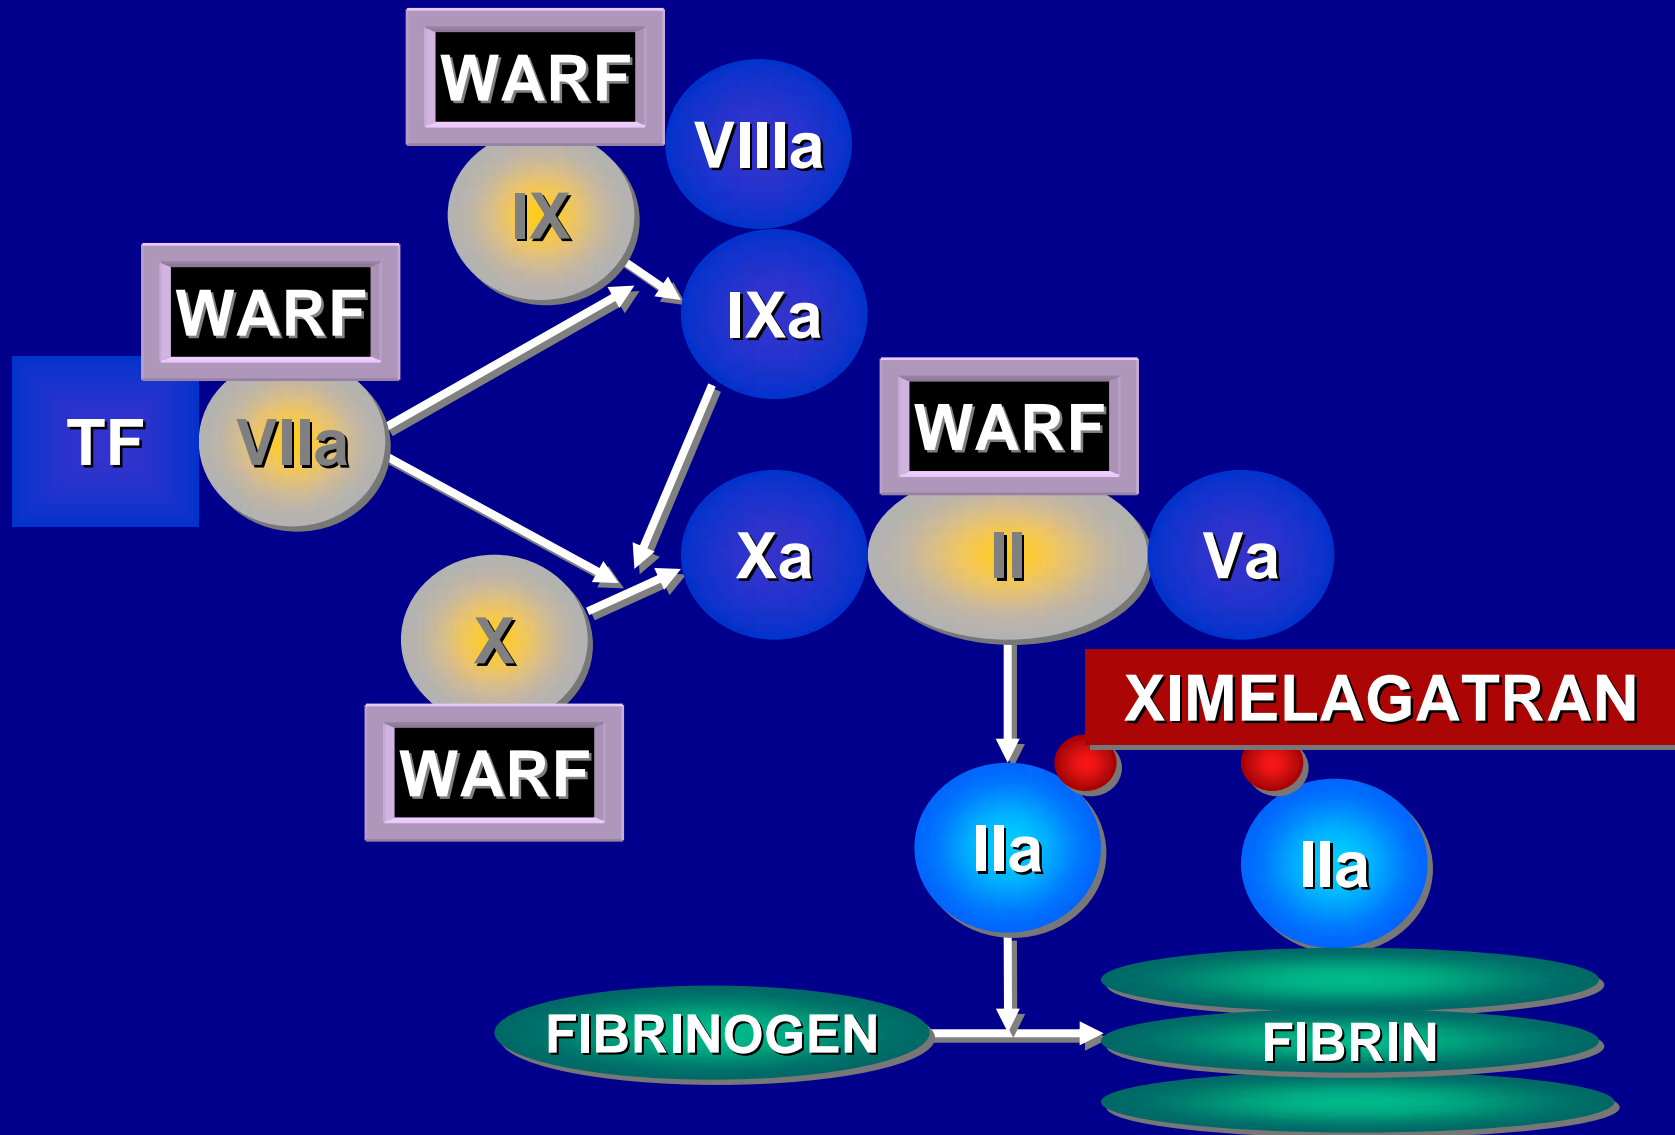 WARF
VIIIa
IX
WARF
IXa
TF
VIIa
WARF
Xa
II
Va
X
XIMELAGATRAN
WARF
IIa
IIa
FIBRINOGEN
FIBRIN